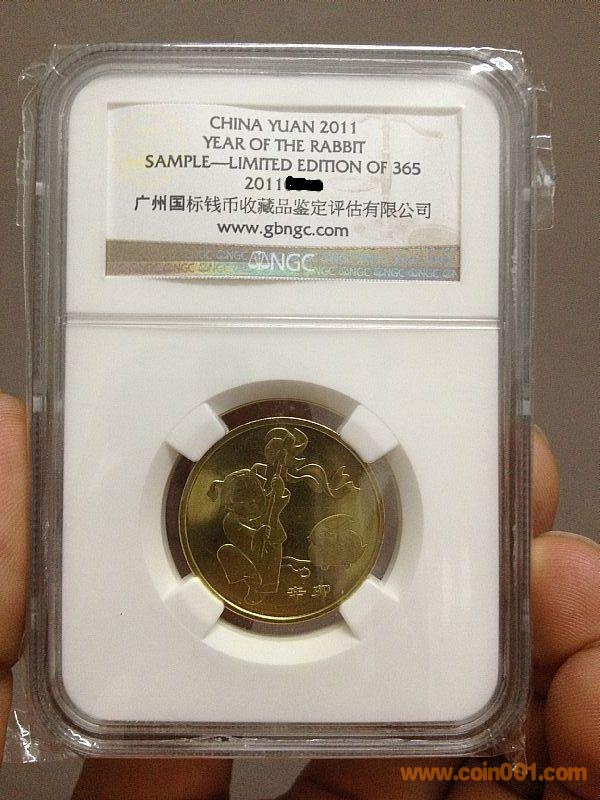 CHINA YUAN 2011
YEAR OF THE RABBIT
SAMPLE—LIMITED EDITION OF 365
2011
广州国标钱币收藏品鉴定评估有限公司
www.gbngc.com
NGC
辛卯
www.coin001.com